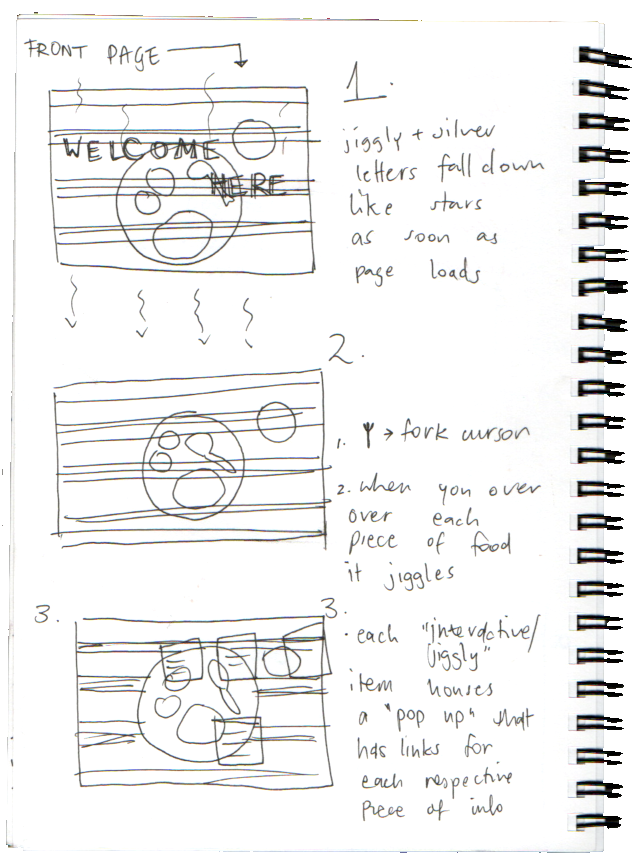 FRONT PAGE
WELCOME
HERE
1.
jiggly + silver
letters fall down
like stars
as soon as
page loads
2.
1. → fork cursor
2. when you over
over each
piece of food
it jiggles
3.
3.
· each "interactive/
jiggly"
item houses
a "pop up" that
has links for
each respective
piece of info